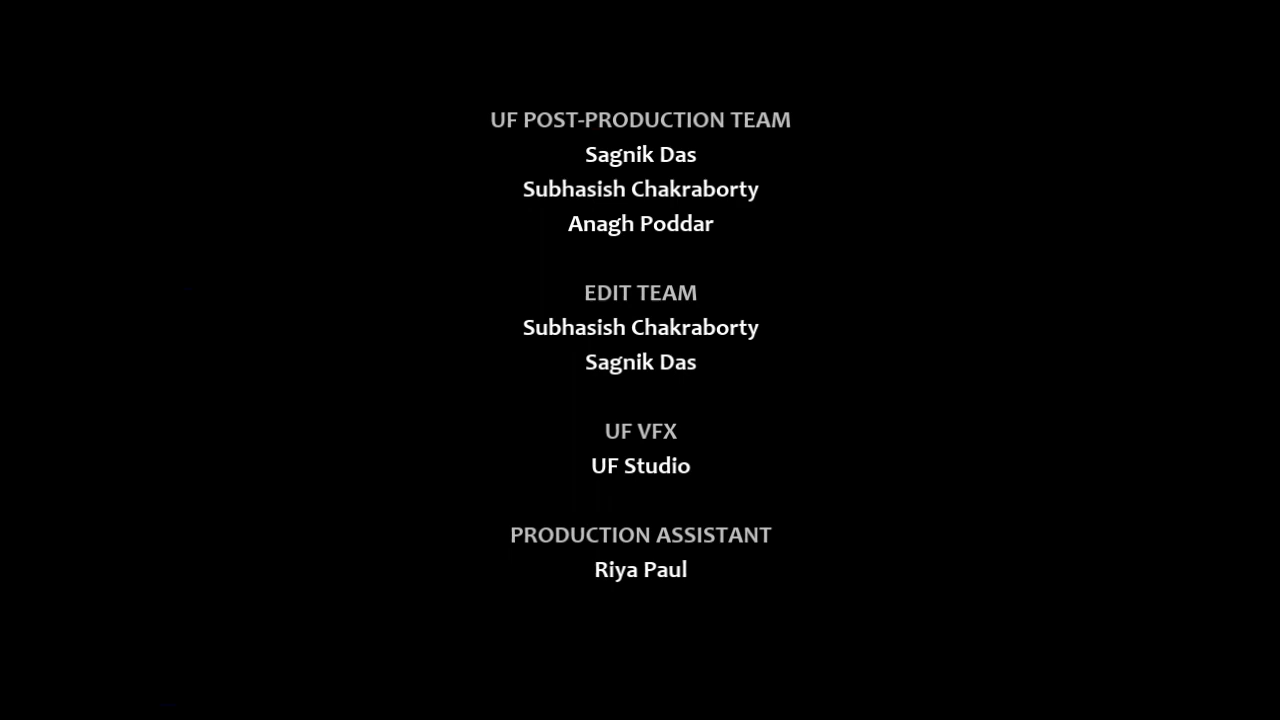 UF POST-PRODUCTION TEAM
Sagnik Das
Subhasish Chakraborty
Anagh Poddar
EDIT TEAM
Subhasish Chakraborty
Sagnik Das
UF VFX
UF Studio
PRODUCTION ASSISTANT
Riya Paul